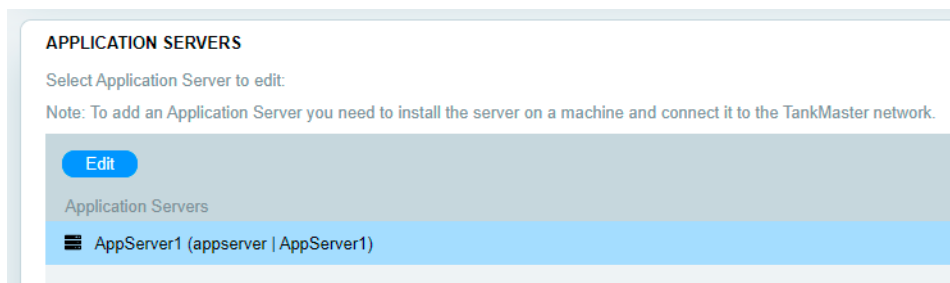 APPLICATION SERVERS
Select Application Server to edit:
Note: To add an Application Server you need to install the server on a machine and connect it to the TankMaster network.
Edit
Application Servers
AppServer1 (appserver | AppServer1)